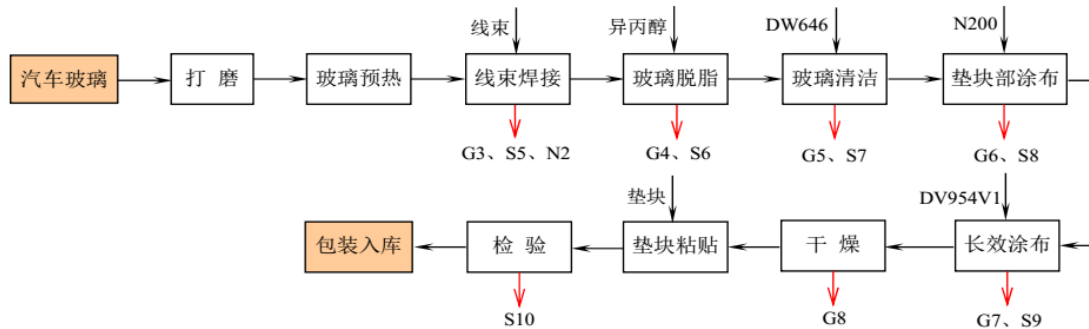 线束 异丙醇 DW646 N200
汽车玻璃 打 磨 玻璃预热 线束焊接 玻璃脱脂 玻璃清洁 垫块部涂布
G3、S5、N2 G4、S6 G5、S7 G6、S8
垫块 DV954V1
包装入库 检 验 垫块粘贴 干 燥 长效涂布
S10 G8 G7、S9